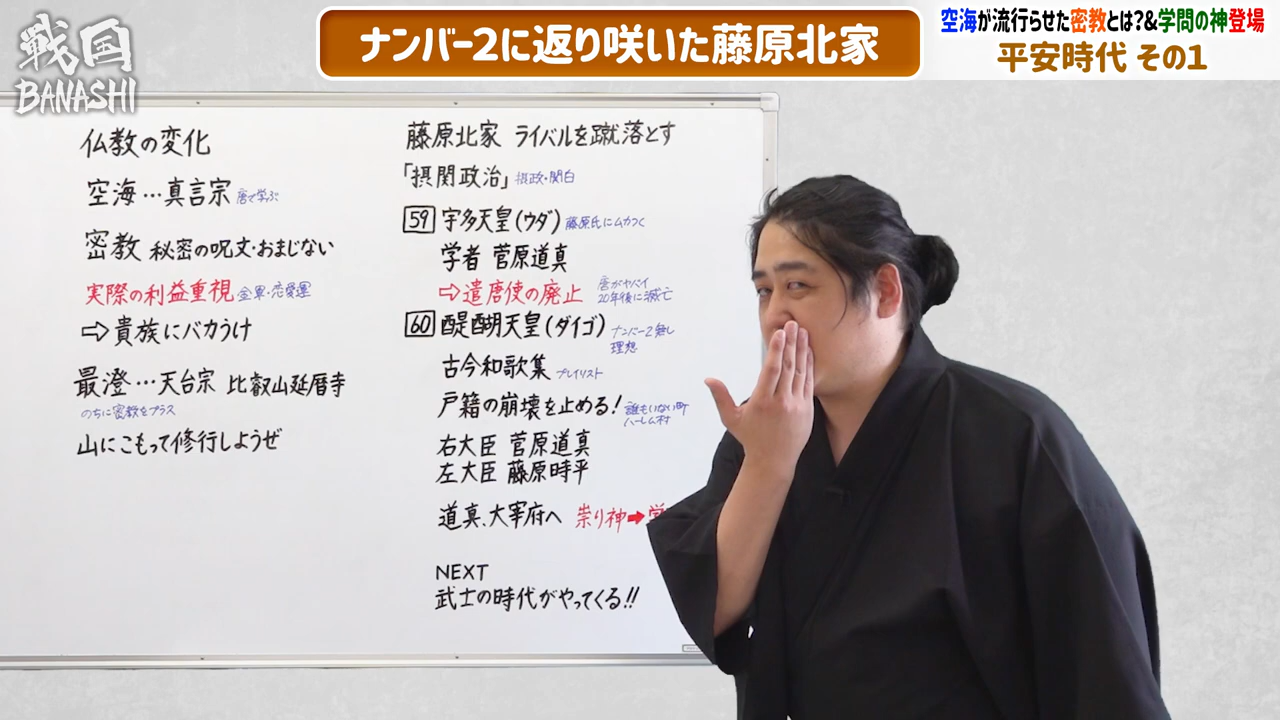 戦国
BANASHI
ナンバー2に返り咲いた藤原北家
空海が流行らせた密教とは?&学問の神登場
平安時代 その1
仏教の変化
空海…真言宗 唐で学ぶ
密教 秘密の呪文・おまじない
実際の利益重視 金運・恋愛運
⇨貴族にバカうけ
最澄…天台宗 比叡山延暦寺
のちに密教をプラス
山にこもって修行しようぜ
藤原北家 ライバルを蹴落とす
「摂関政治」 摂政・関白
59 宇多天皇(ウダ) 藤原氏にムカつく
学者 菅原道真
⇨遣唐使の廃止 唐がヤバイ
20年後に滅亡
60 醍醐天皇(ダイゴ) ナンバー2無し
理想
古今和歌集 プレイリスト
戸籍の崩壊を止める! 誰もいない町
ハーレム村
右大臣 菅原道真
左大臣 藤原時平
道真、大宰府へ 祟り神➡学
NEXT
武士の時代がやってくる!!